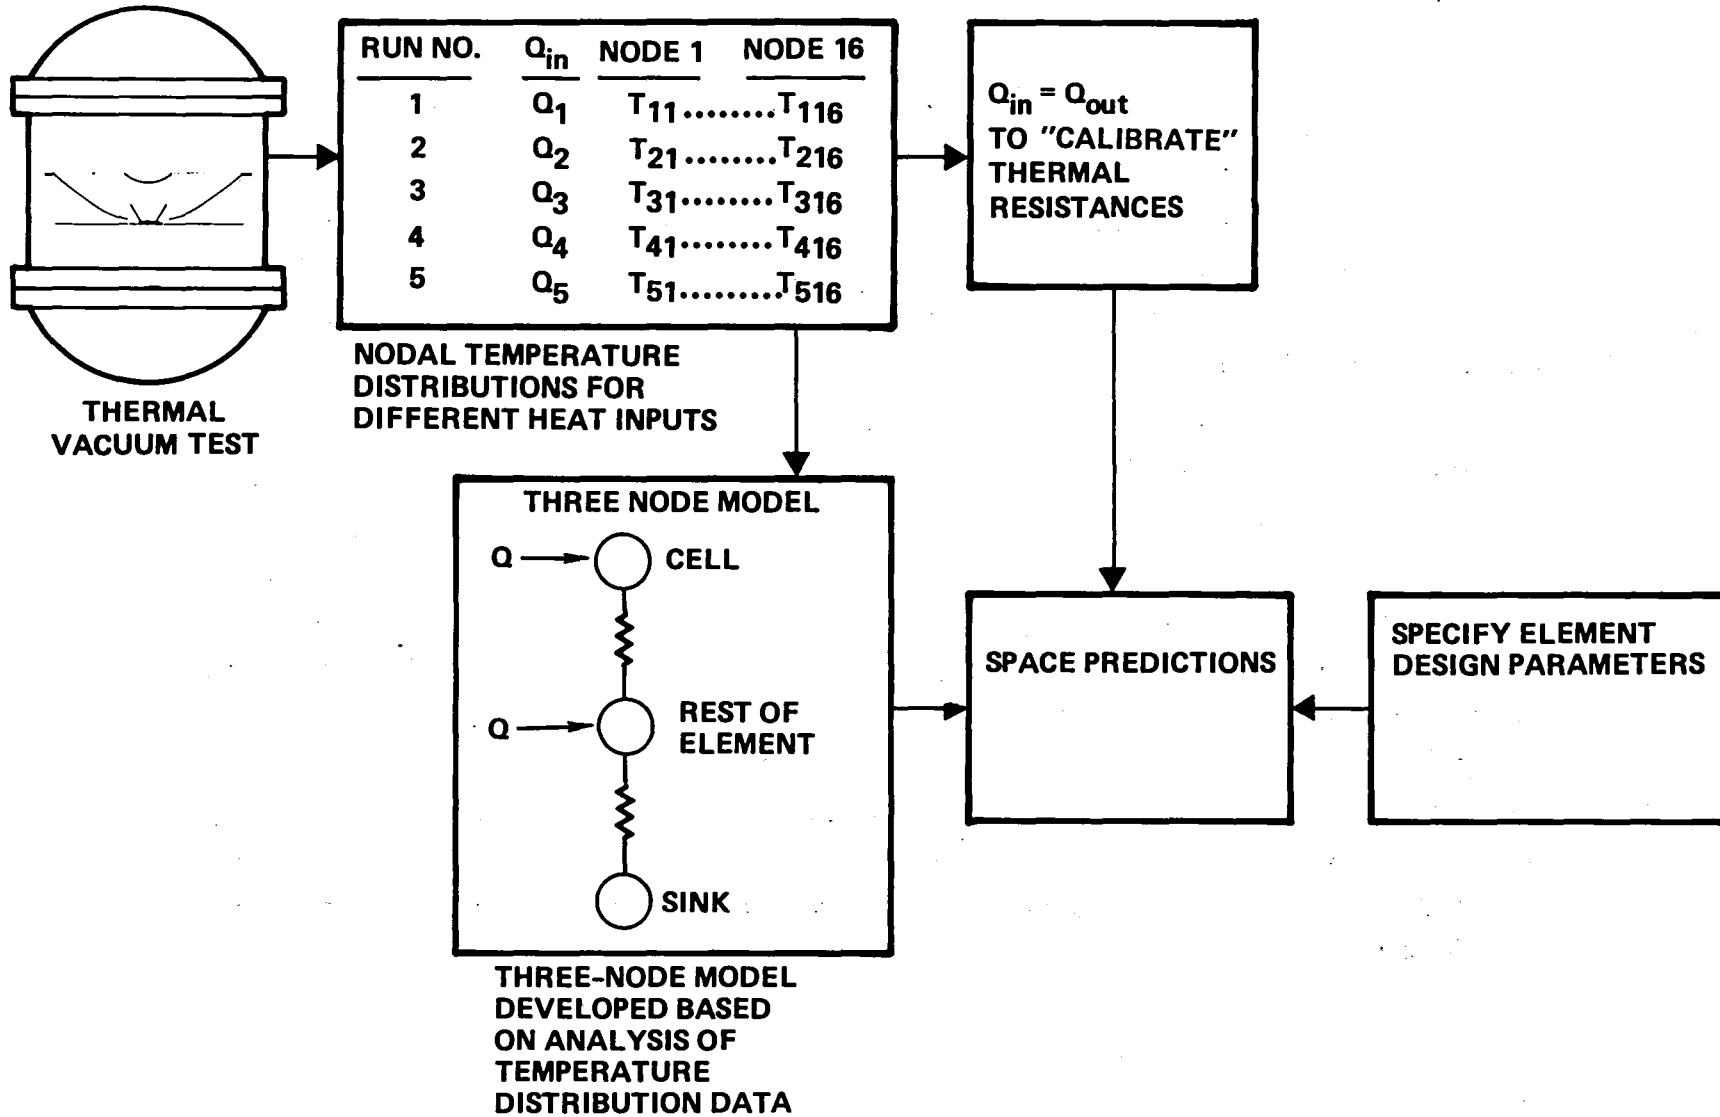 RUN NO. Qin NODE 1 NODE 16
1 Q1 T11........T116
2 Q2 T21........T216
3 Q3 T31........T316
4 Q4 T41........T416
5 Q5 T51.........T516
NODAL TEMPERATURE
DISTRIBUTIONS FOR
DIFFERENT HEAT INPUTS
THERMAL
VACUUM TEST
Qin = Qout
TO "CALIBRATE"
THERMAL
RESISTANCES
THREE NODE MODEL
Q CELL
Q REST OF
ELEMENT
SINK
THREE-NODE MODEL
DEVELOPED BASED
ON ANALYSIS OF
TEMPERATURE
DISTRIBUTION DATA
SPACE PREDICTIONS
SPECIFY ELEMENT
DESIGN PARAMETERS